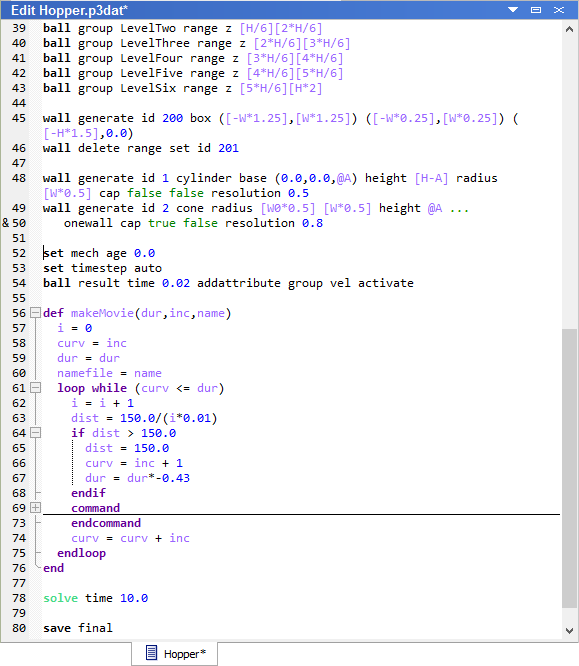 Edit Hopper.p3dat*
39 ball group LevelTwo range z [H/6][2*H/6]
40 ball group LevelThree range z [2*H/6][3*H/6]
41 ball group LevelFour range z [3*H/6][4*H/6]
42 ball group LevelFive range z [4*H/6][5*H/6]
43 ball group LevelSix range z [5*H/6][H*2]
44
45 wall generate id 200 box ([-W*1.25],[W*1.25]) ([-W*0.25],[W*0.25]) (
[-H*1.5],0.0)
46 wall delete range set id 201
47
48 wall generate id 1 cylinder base (0.0,0.0,@A) height [H-A] radius
[W*0.5] cap false false resolution 0.5
49 wall generate id 2 cone radius [W0*0.5] [W*0.5] height @A ...
&50 onewall cap true false resolution 0.8
51
52 set mech age 0.0
53 set timestep auto
54 ball result time 0.02 addattribute group vel activate
55
56 def makeMovie(dur,inc,name)
57 i = 0
58 curv = inc
59 dur = dur
60 namefile = name
61 loop while (curv <= dur)
62 i = i + 1
63 dist = 150.0/(i*0.01)
64 if dist > 150.0
65 dist = 150.0
66 curv = inc + 1
67 dur = dur*-0.43
68 endif
69 command
73 endcommand
74 curv = curv + inc
75 endloop
76 end
77
78 solve time 10.0
79
80 save final
Hopper*